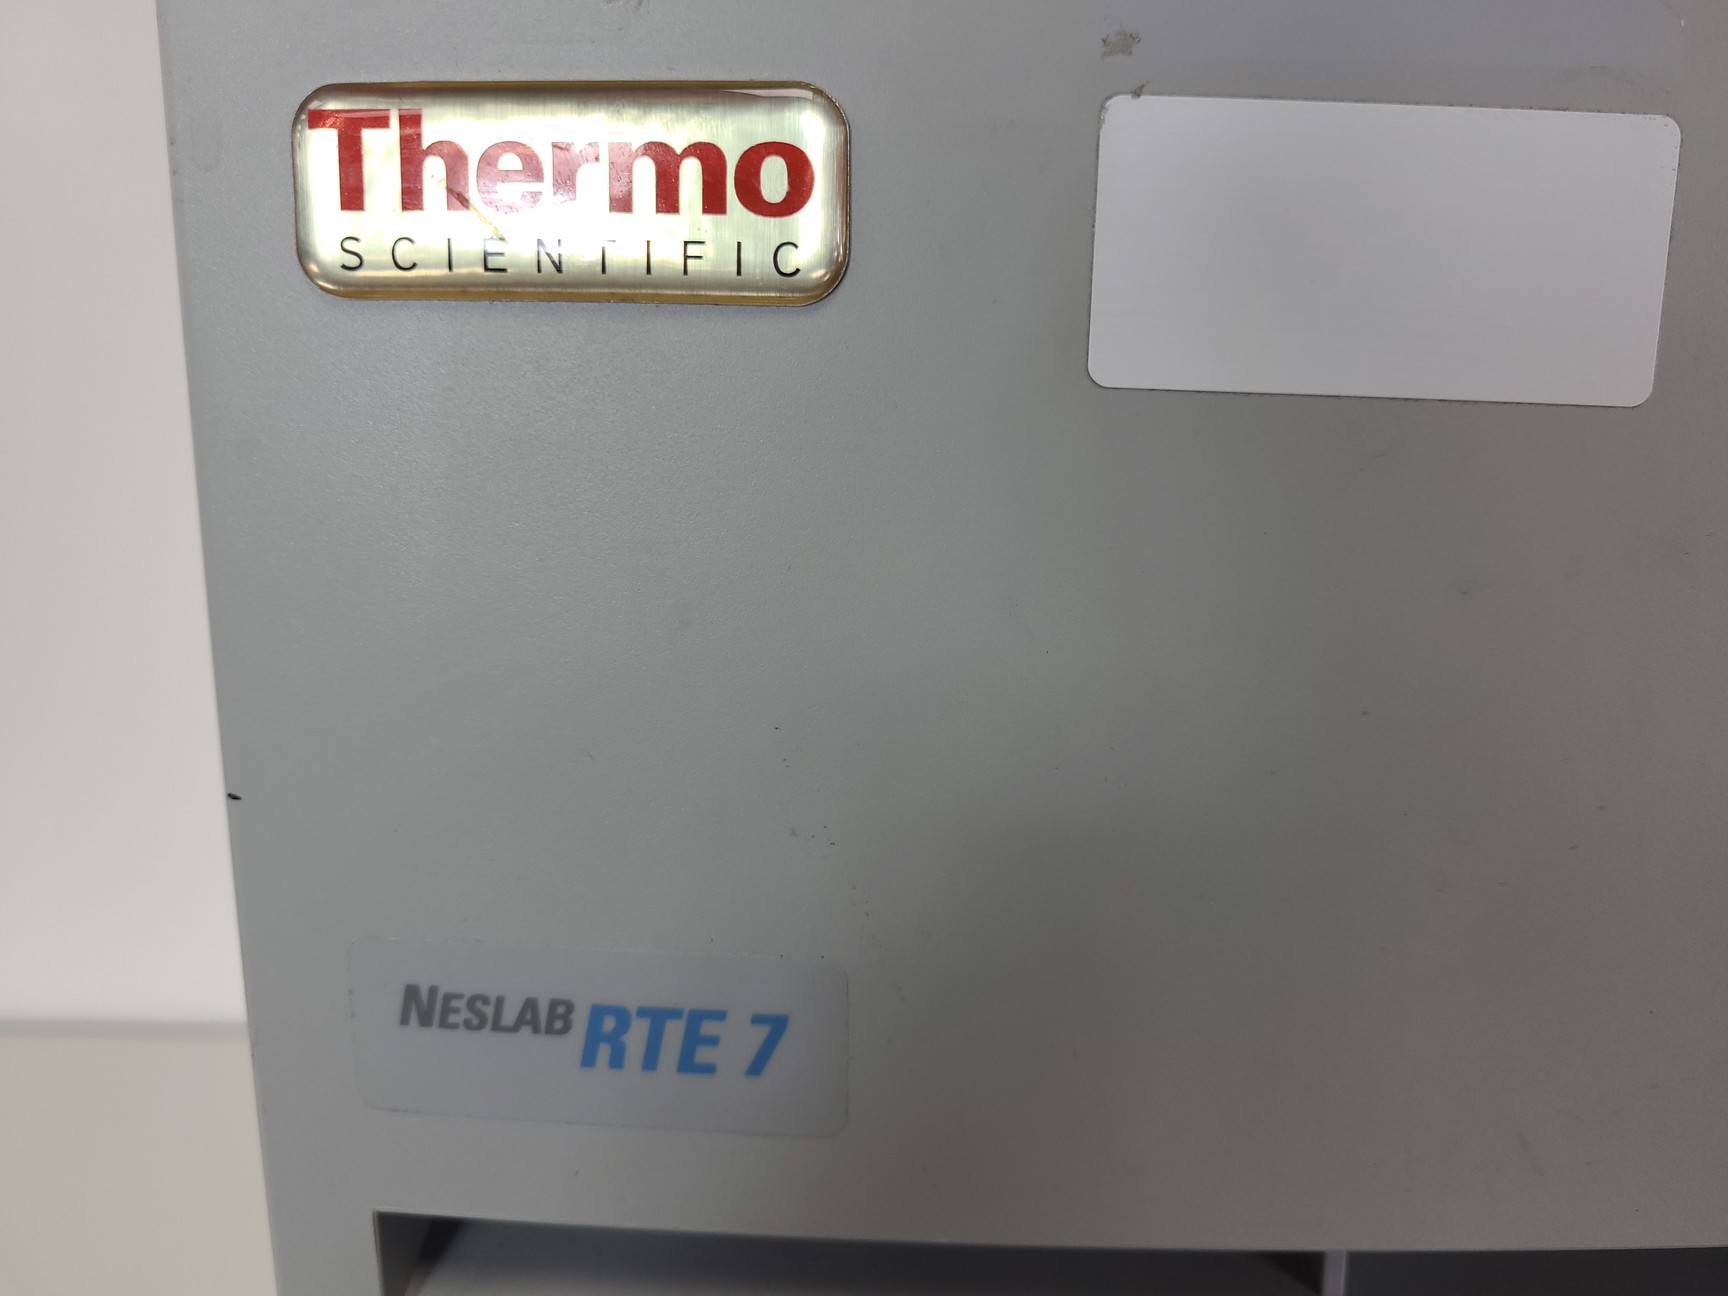 Thermo
SCIENTIFIC
NESLAB RTE 7